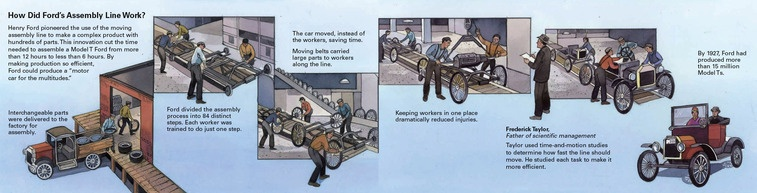 How Did Ford's Assembly Line Work?
Henry Ford pioneered the use of the moving
assembly line to make a complex product with
hundreds of parts. This innovation cut the time
needed to assemble a Model T Ford from more
than 12 hours to less than 6 hours. By
making production so efficient,
Ford could produce a "motor
car for the multitudes."
Interchangeable parts
were delivered to the
factory for
assembly.
Ford divided the assembly
process into 84 distinct
steps. Each worker was
trained to do just one step.
The car moved, instead of
the workers, saving time.
Moving belts carried
large parts to workers
along the line.
Keeping workers in one place
dramatically reduced injuries.
Frederick Taylor,
Father of scientific management
Taylor used time-and-motion studies
to determine how fast the line should
move. He studied each task to make it
more efficient.
By 1927, Ford had
produced more
than 15 million
Model Ts.